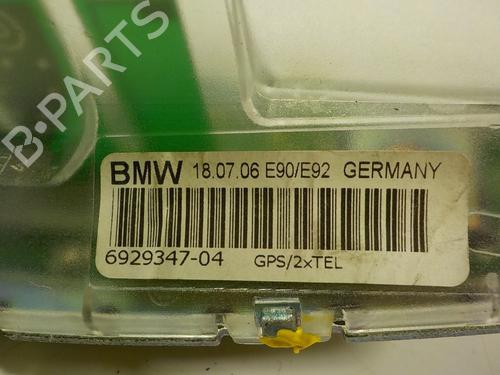 B-PARTS
BMW 18.07.06 E90/E92 GERMANY
6929347-04 GPS/2xTEL